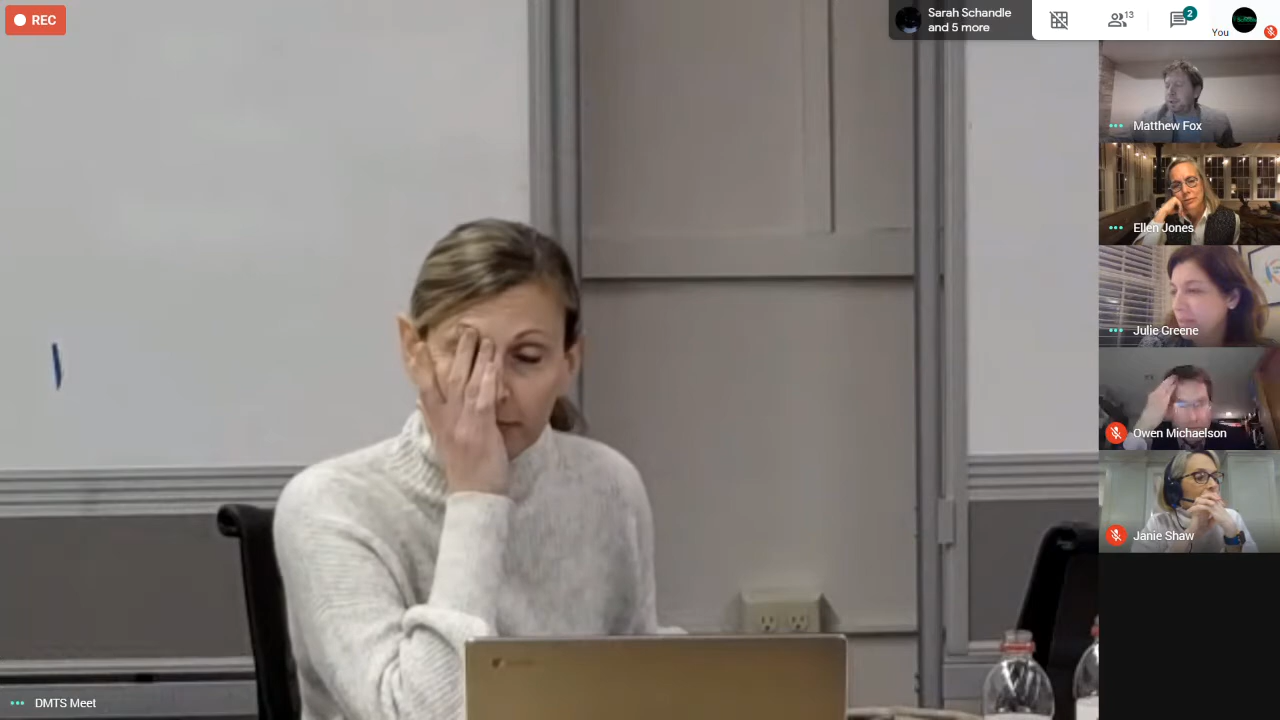 REC
Sarah Schandle
and 5 more
13
2
You
Matthew Fox
Ellen Jones
Julie Greene
Owen Michaelson
Janie Shaw
DMTS Meet